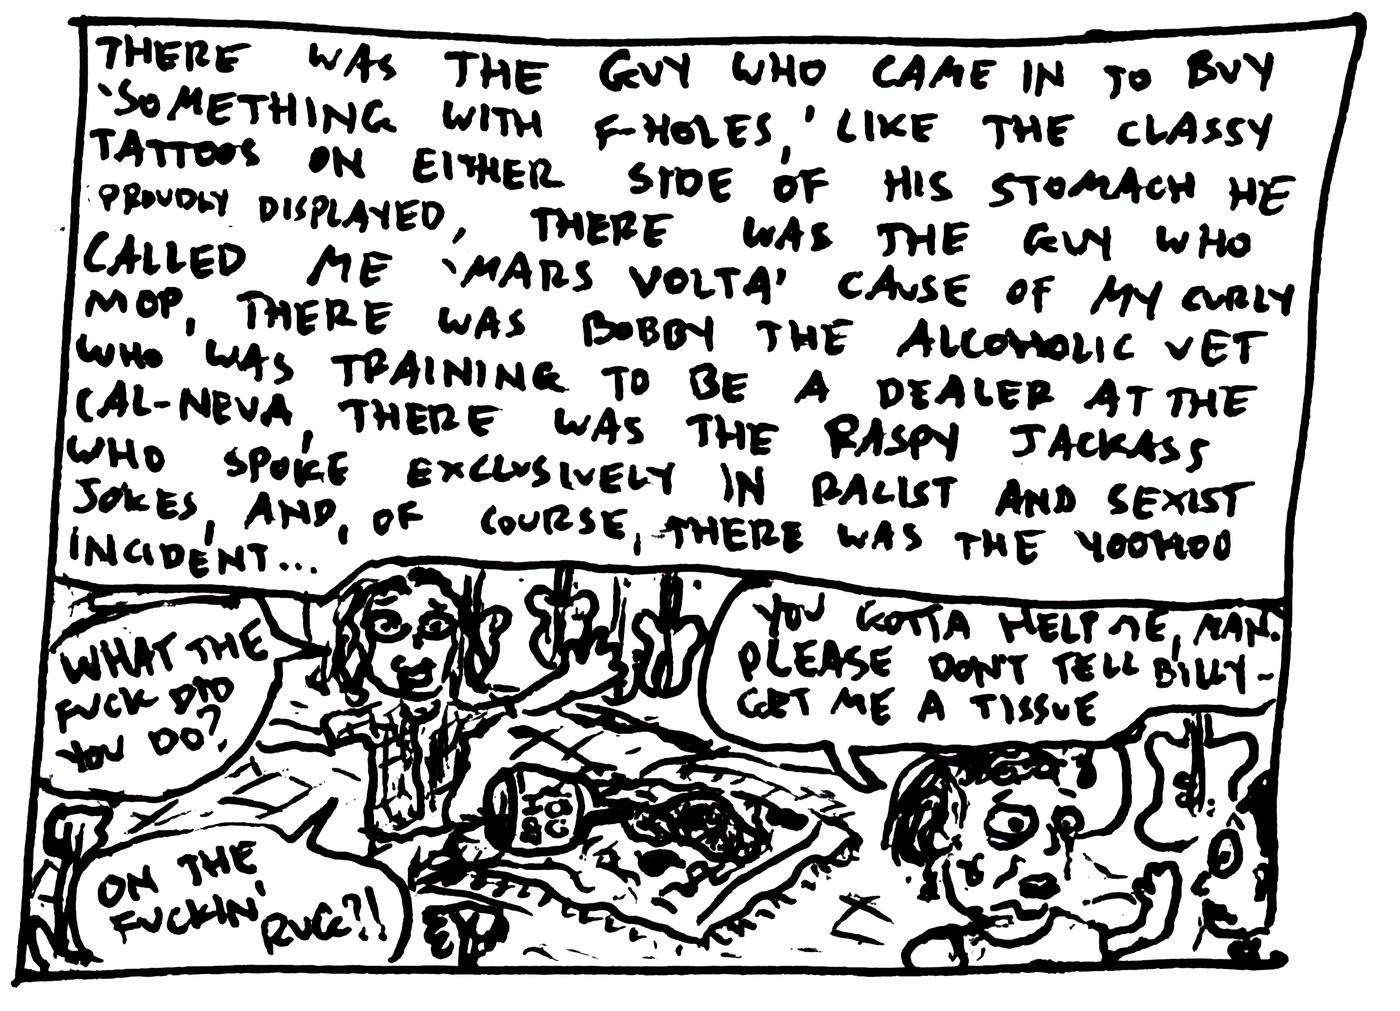 THERE WAS THE GUY WHO CAME IN TO BUY
'SOMETHING WITH F-HOLES,' LIKE THE CLASSY
TATTOOS ON EITHER SIDE OF HIS STOMACH HE
PROUDLY DISPLAYED, THERE WAS THE GUY WHO
CALLED ME 'MARS VOLTA' CAUSE OF MY CURLY
MOP, THERE WAS BOBBY THE ALCOHOLIC VET
WHO WAS TRAINING TO BE A DEALER AT THE
CAL-NEVA, THERE WAS THE RASPY JACKASS
WHO SPOKE EXCLUSIVELY IN RACIST AND SEXIST
JOKES, AND, OF COURSE, THERE WAS THE YOOHOO
INCIDENT...
WHAT THE
FUCK DID
YOU DO?
ON THE
FUCKIN'
RUG?!
YOU GOTTA HELP ME, MAN.
PLEASE DON'T TELL BILLY-
GET ME A TISSUE